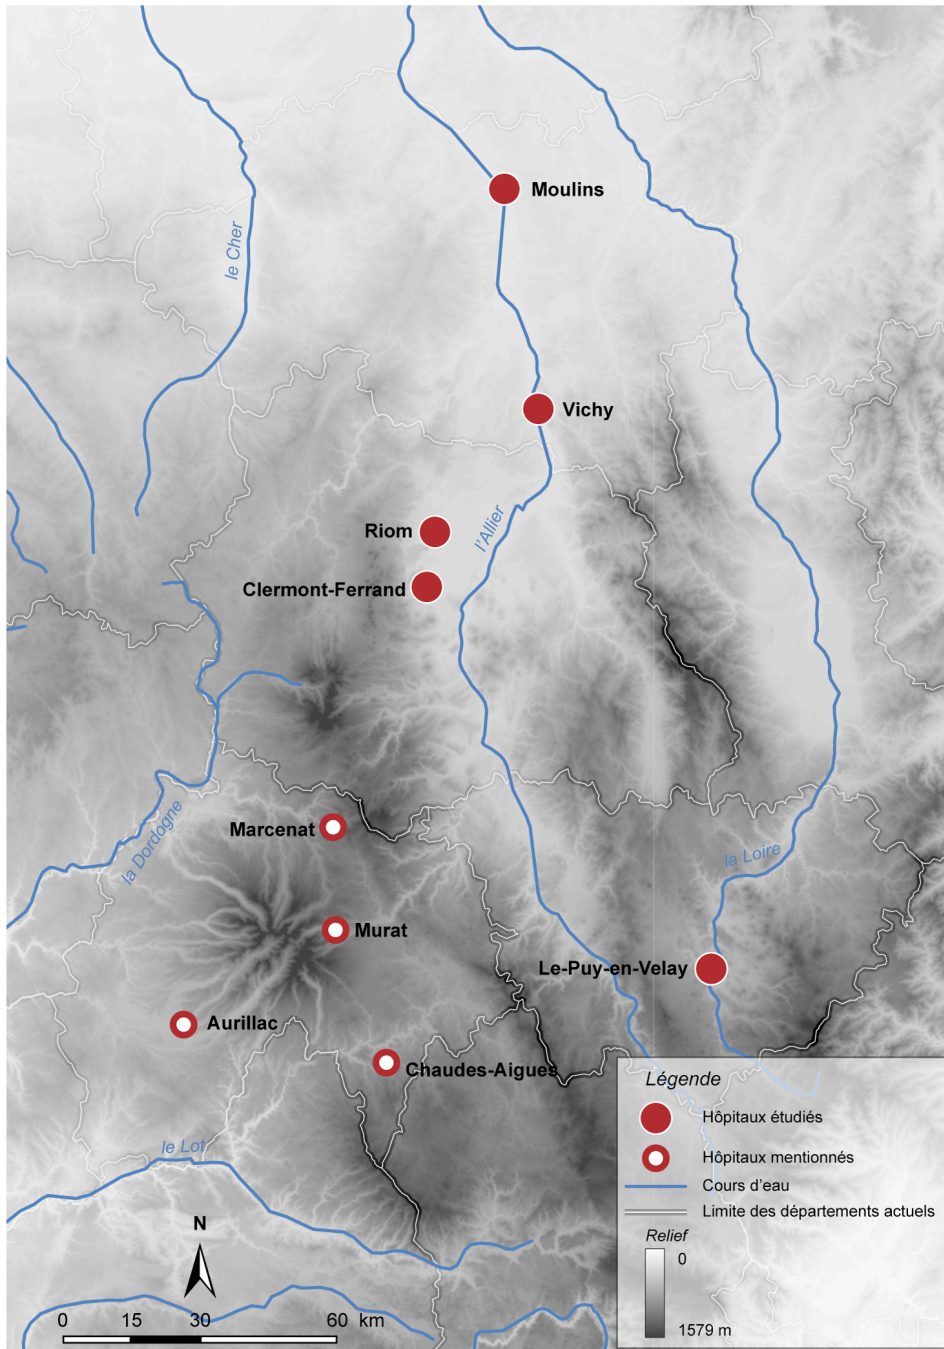 Moulins
le Cher
Vichy
l'Allier
Riom
Clermont-Ferrand
la Dordogne
Marcenat
la Loire
Murat
Le-Puy-en-Velay
Aurillac
Chaudes-Aigues
le Lot
N
0 15 30 60 km
Légende
Hôpitaux étudiés
Hôpitaux mentionnés
Cours d'eau
Limite des départements actuels
Relief
0
1579 m